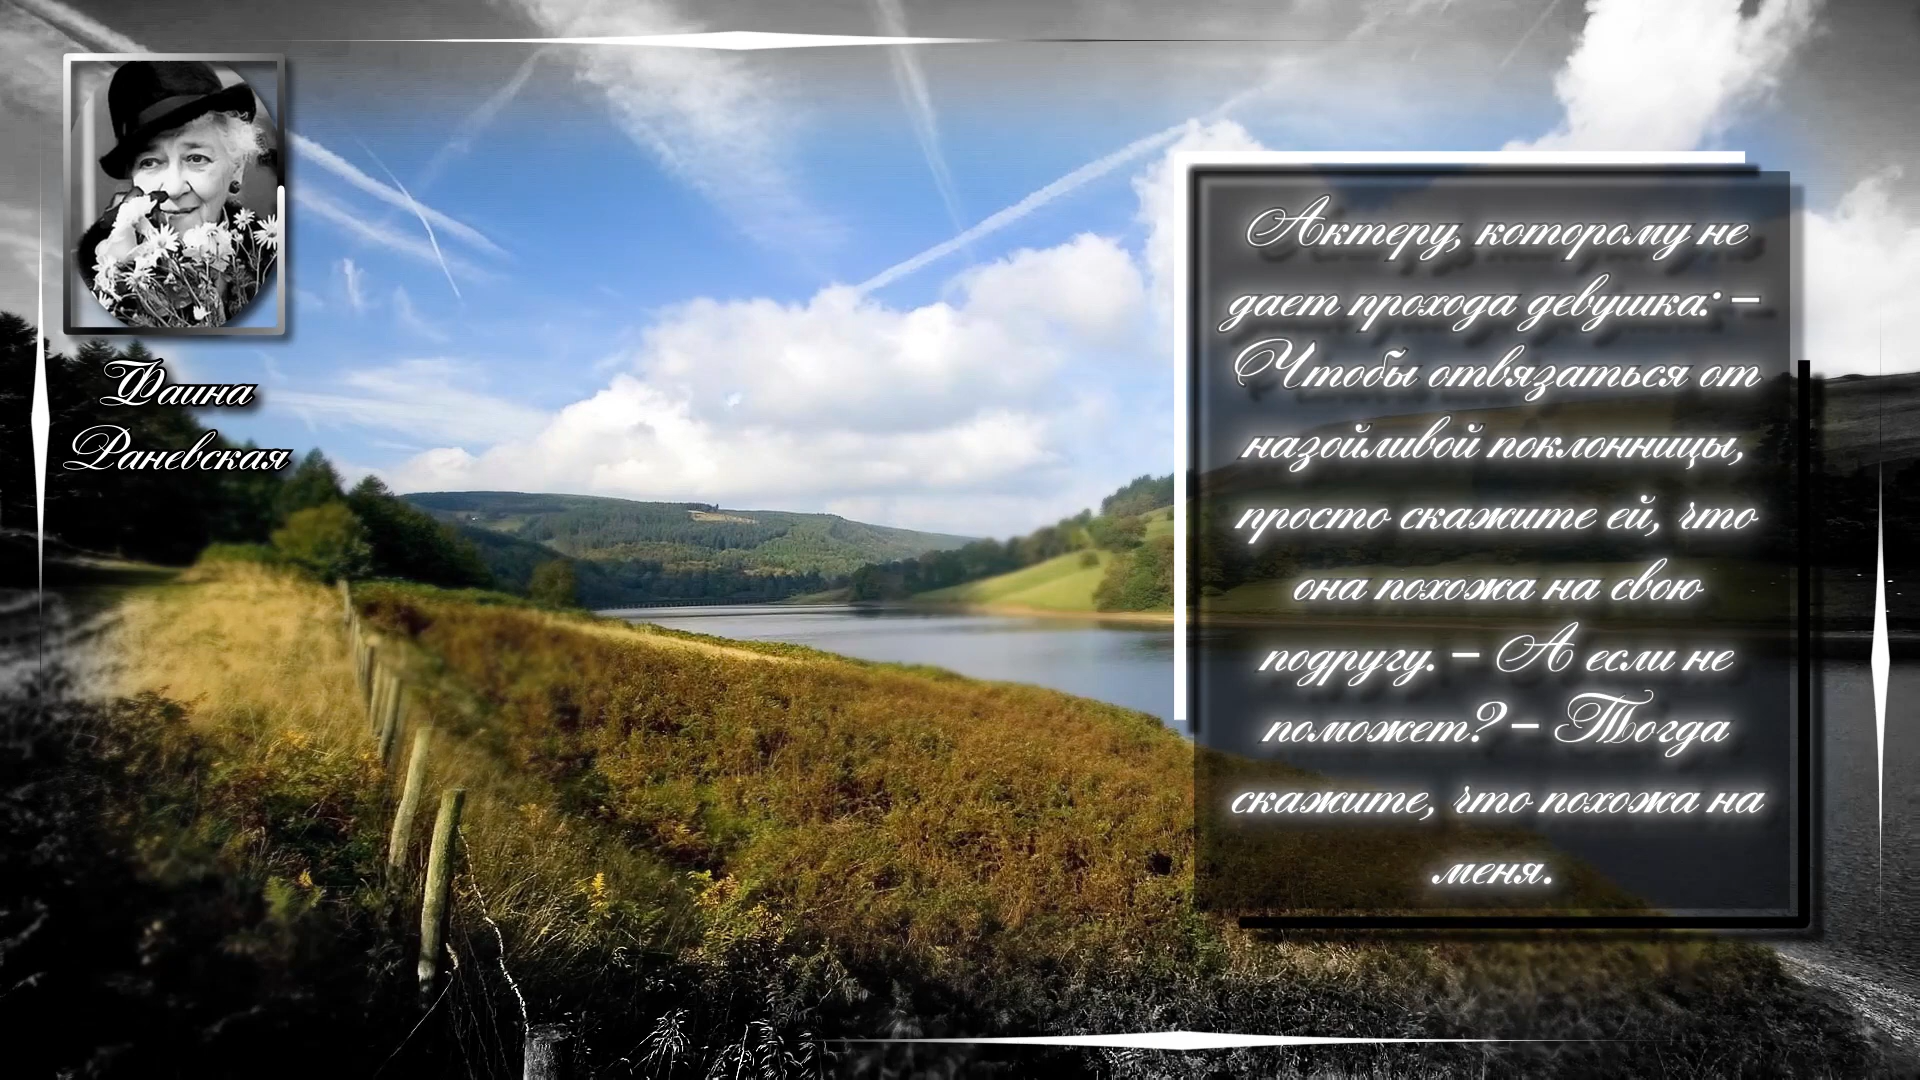 Фаина
Раневская
Актеру, которому не
дает прохода девушка: –
Чтобы отвязаться от
назойливой поклонницы,
просто скажите ей, что
она похожа на свою
подругу. – А если не
поможет? – Тогда
скажите, что похожа на
меня.